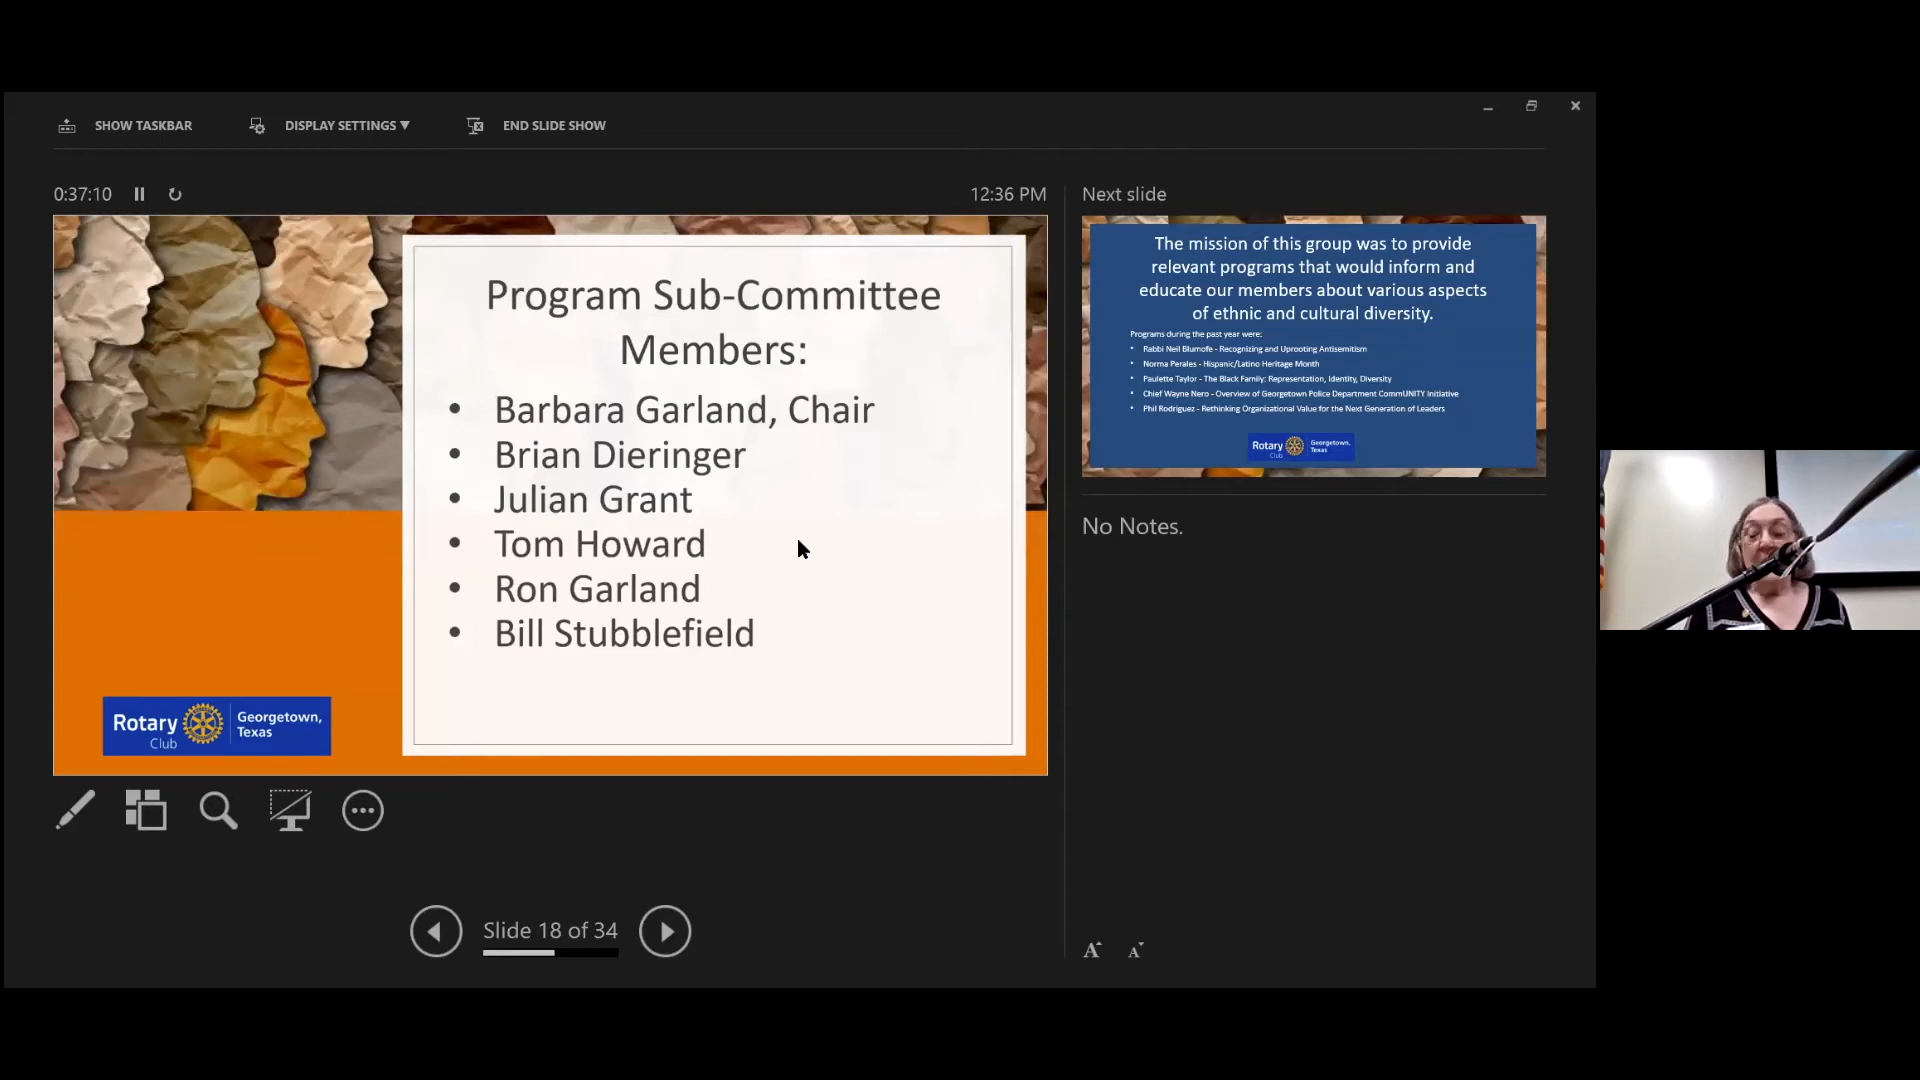 SHOW TASKBAR
DISPLAY SETTINGS ▼
END SLIDE SHOW
0:37:10
12:36 PM
Program Sub-Committee
Members:
• Barbara Garland, Chair
• Brian Dieringer
• Julian Grant
• Tom Howard
• Ron Garland
• Bill Stubblefield
Rotary
Club
Georgetown,
Texas
Slide 18 of 34
Next slide
The mission of this group was to provide
relevant programs that would inform and
educate our members about various aspects
of ethnic and cultural diversity.
Programs during the past year were:
• Rabbi Neil Blumofe - Recognizing and Uprooting Antisemitism
• Norma Perales - Hispanic/Latino Heritage Month
• Paulette Taylor - The Black Family: Representation, Identity, Diversity
• Chief Wayne Nero - Overview of Georgetown Police Department CommUNITY Initiative
• Phil Rodriguez - Rethinking Organizational Value for the Next Generation of Leaders
Rotary
Club
Georgetown,
Texas
No Notes.
A A